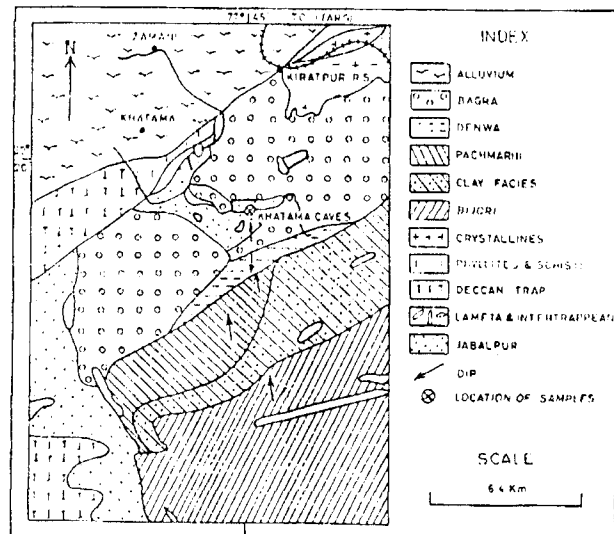 77° 45' TO ITARSI
N
ZAMANI
KIRATPUR R.S.
KHATAMA
KHATAMA CAVES
INDEX
ALLUVIUM
BAGRA
DENWA
PACHMARHI
CLAY FACIES
BIJORI
CRYSTALLINES
PHYLLITES & SCHISTS
DECCAN TRAP
LAMETA & INTERTRAPPEAN
JABALPUR
DIP
LOCATION OF SAMPLES
SCALE
6.4 Km